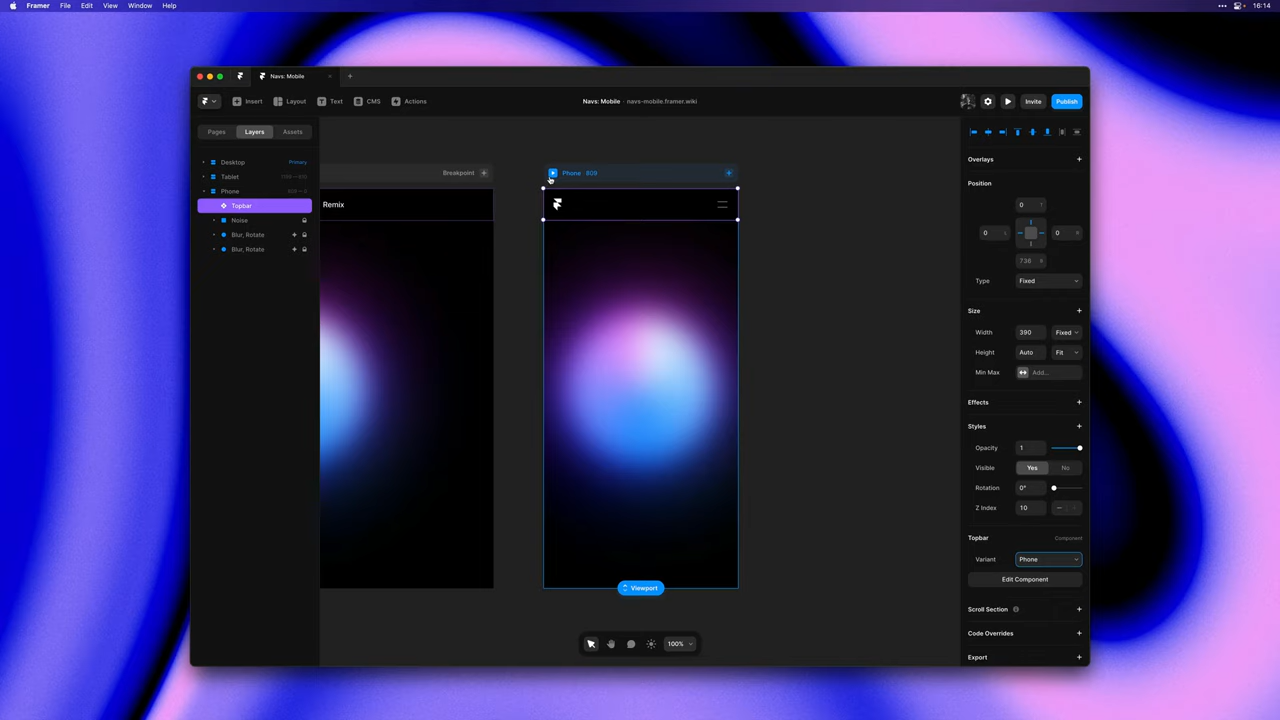 Framer File Edit View Window Help 16:14
Navs: Mobile
Insert Layout Text CMS Actions
Navs: Mobile navs-mobile.framer.wiki
Invite Publish
Pages Layers Assets
Desktop Primary
Tablet
Phone 809 — 0
Topbar
Noise
Blur, Rotate
Blur, Rotate
Breakpoint
Remix
Phone 809
Viewport
100%
Overlays
Position
0 T
0 L 0 R
736 B
Type Fixed
Size
Width 390 Fixed
Height Auto Fit
Min Max Add...
Effects
Styles
Opacity 1
Visible Yes No
Rotation 0°
Z Index 10
Topbar Component
Variant Phone
Edit Component
Scroll Section
Code Overrides
Export